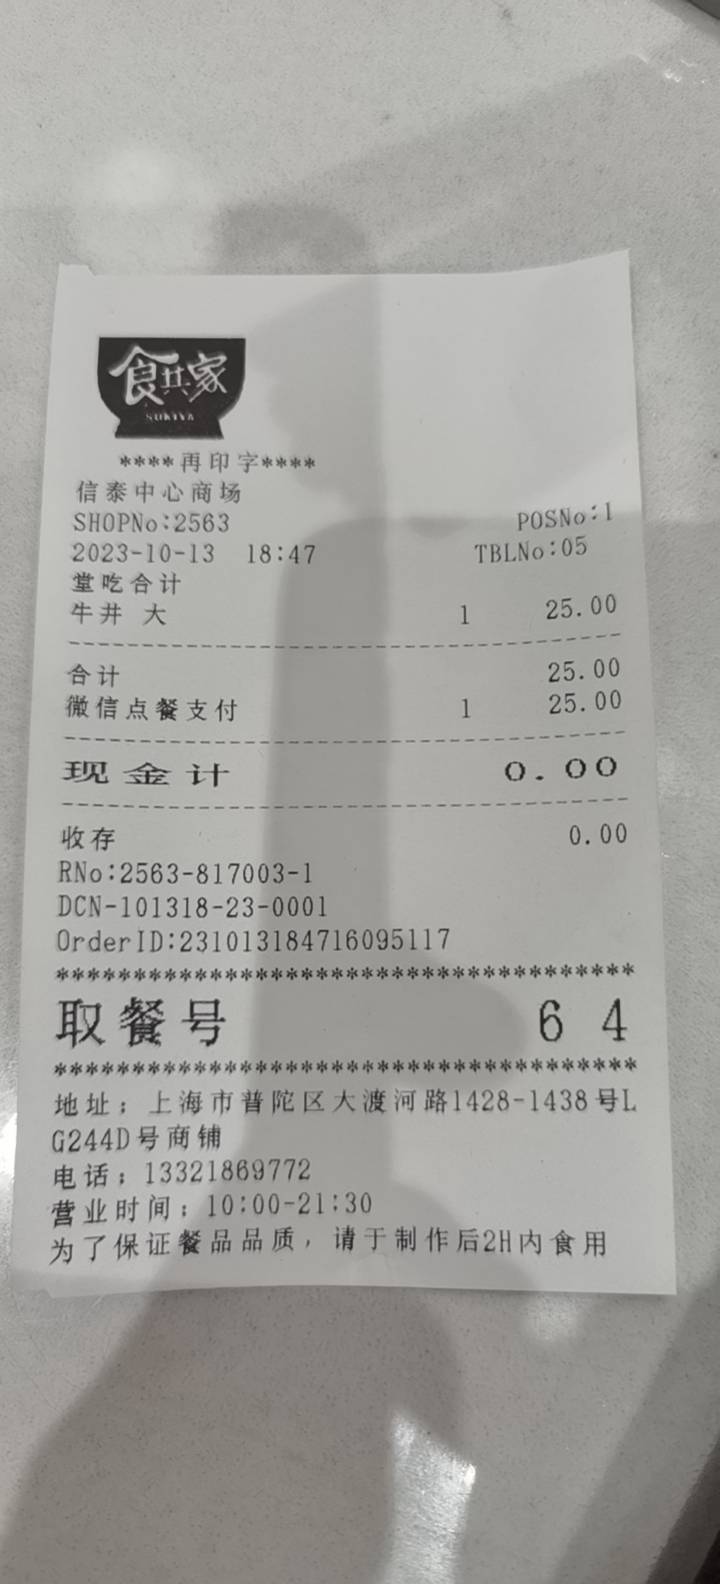 食其家
SUKIYA
****再印字****
信泰中心商场
SHOPNo:2563 POSNo:1
2023-10-13 18:47 TBLNo:05
堂吃合计
牛井 大 1 25.00
合计 25.00
微信点餐支付 1 25.00
现金计 0.00
收存 0.00
RNo:2563-817003-1
DCN-101318-23-0001
OrderID:231013184716095117
**************************************
取餐号 64
**************************************
地址：上海市普陀区大渡河路1428-1438号L
G244D号商铺
电话：13321869772
营业时间：10:00-21:30
为了保证餐品品质，请于制作后2H内食用